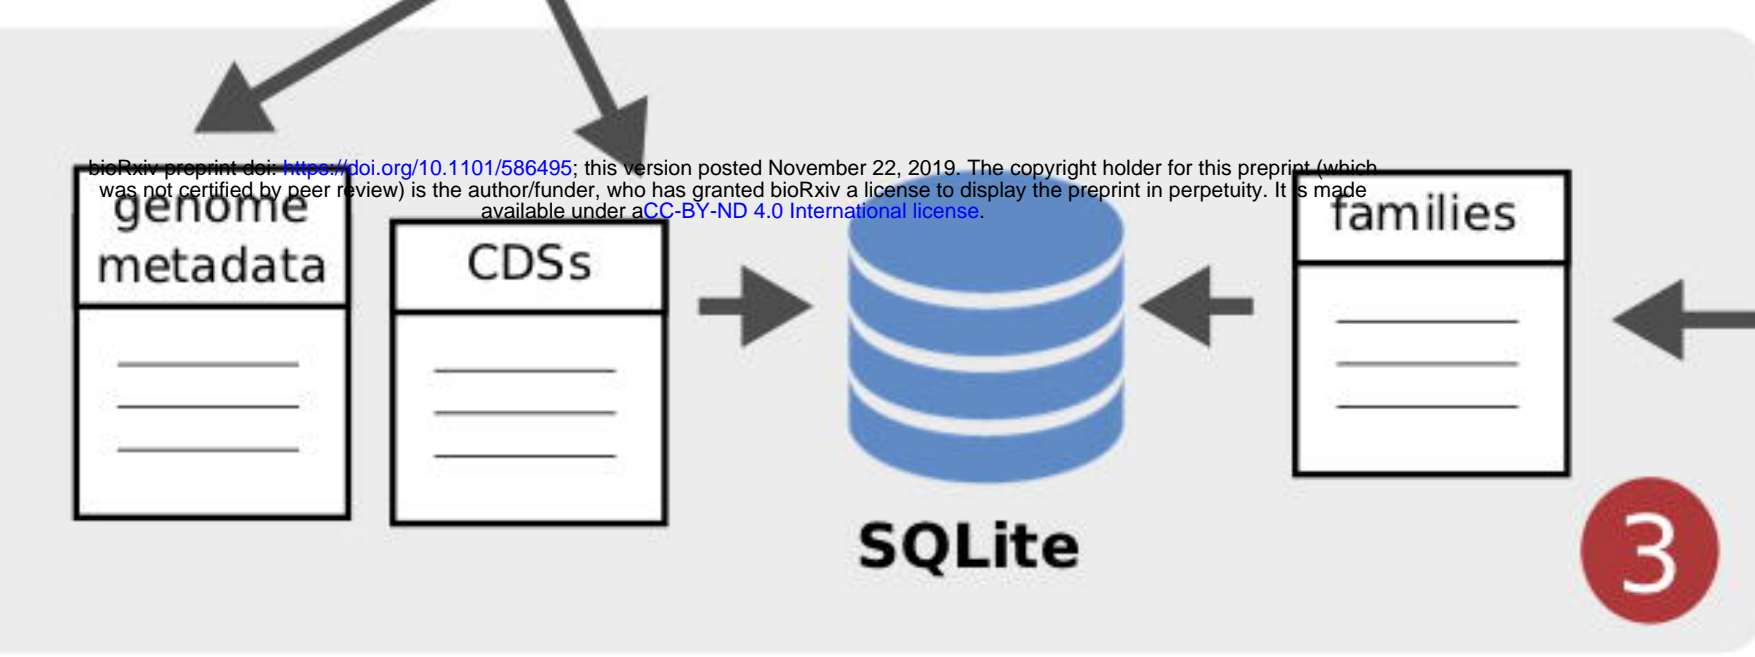 bioRxiv preprint doi: https://doi.org/10.1101/586495; this version posted November 22, 2019. The copyright holder for this preprint (which
was not certified by peer review) is the author/funder, who has granted bioRxiv a license to display the preprint in perpetuity. It is made
available under aCC-BY-ND 4.0 International license.
genome
metadata
CDSs
families
SQLite
3